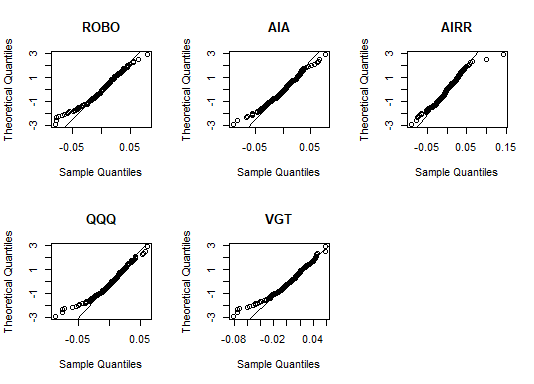 ROBO
AIA
AIRR
Theoretical Quantiles
-3 -1 1 3
-0.05 0.05
Sample Quantiles
Theoretical Quantiles
-3 -1 1 3
-0.05 0.05
Sample Quantiles
Theoretical Quantiles
-3 -1 1 3
-0.05 0.05 0.15
Sample Quantiles
QQQ
VGT
Theoretical Quantiles
-3 -1 1 3
-0.05 0.05
Sample Quantiles
Theoretical Quantiles
-3 -1 1 3
-0.08 -0.02 0.04
Sample Quantiles